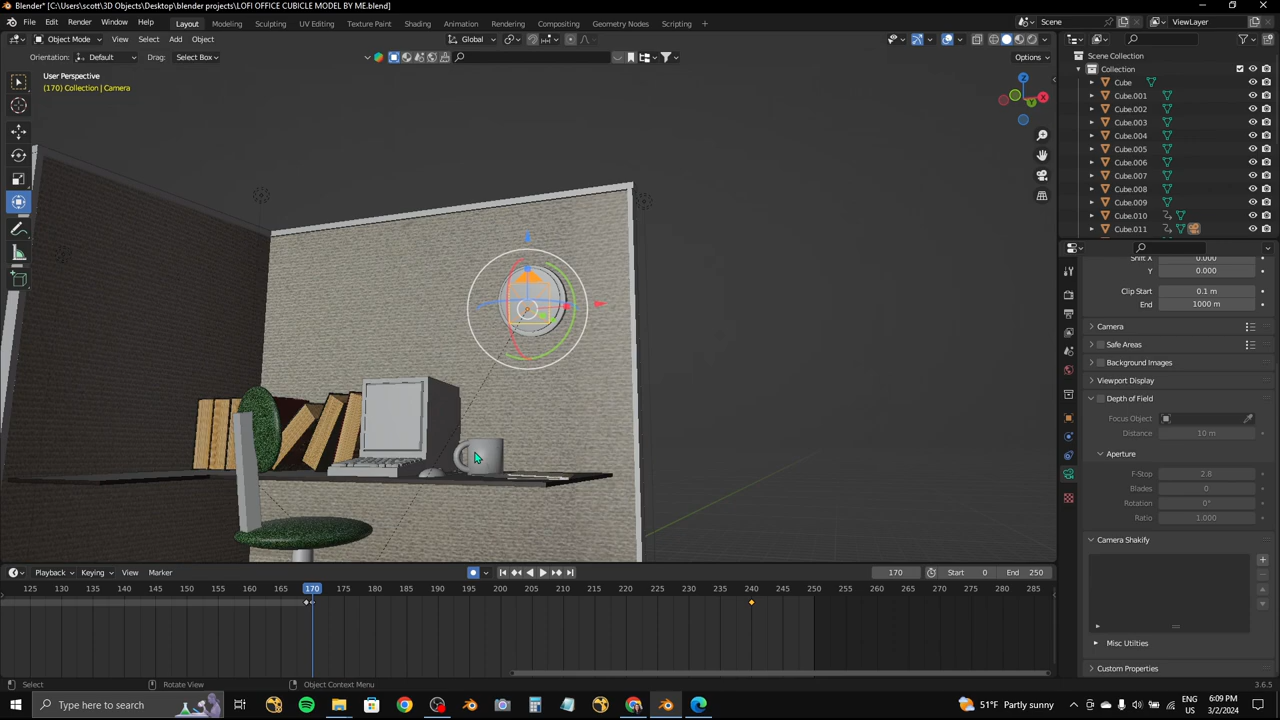 Blender* [C:\Users\scott\3D Objects\Desktop\blender projects\LOFI OFFICE CUBICLE MODEL BY ME.blend]
File Edit Render Window Help Layout Modeling Sculpting UV Editing Texture Paint Shading Animation Rendering Compositing Geometry Nodes Scripting Scene ViewLayer
Object Mode View Select Add Object Global
Orientation: Default Drag: Select Box Options
User Perspective
(170) Collection | Camera
Scene Collection
Collection
Cube
Cube.001
Cube.002
Cube.003
Cube.004
Cube.005
Cube.006
Cube.007
Cube.008
Cube.009
Cube.010
Cube.011
Shift X 0.000
Y 0.000
Clip Start 0.1 m
End 1000 m
Camera
Safe Areas
Background Images
Viewport Display
Depth of Field
Focus Object
Distance 10 m
Aperture
F-Stop 2.8
Blades 0
Rotation 0°
Ratio 1.000
Camera Shakify
Misc Utilties
Custom Properties
Playback Keying View Marker 170 Start 0 End 250
125 130 135 140 145 150 155 160 165 170 175 180 185 190 195 200 205 210 215 220 225 230 235 240 245 250 255 260 265 270 275 280 285
Select Rotate View Object Context Menu 3.6.5
Type here to search 51°F Partly sunny ENG US 6:09 PM 3/2/2024